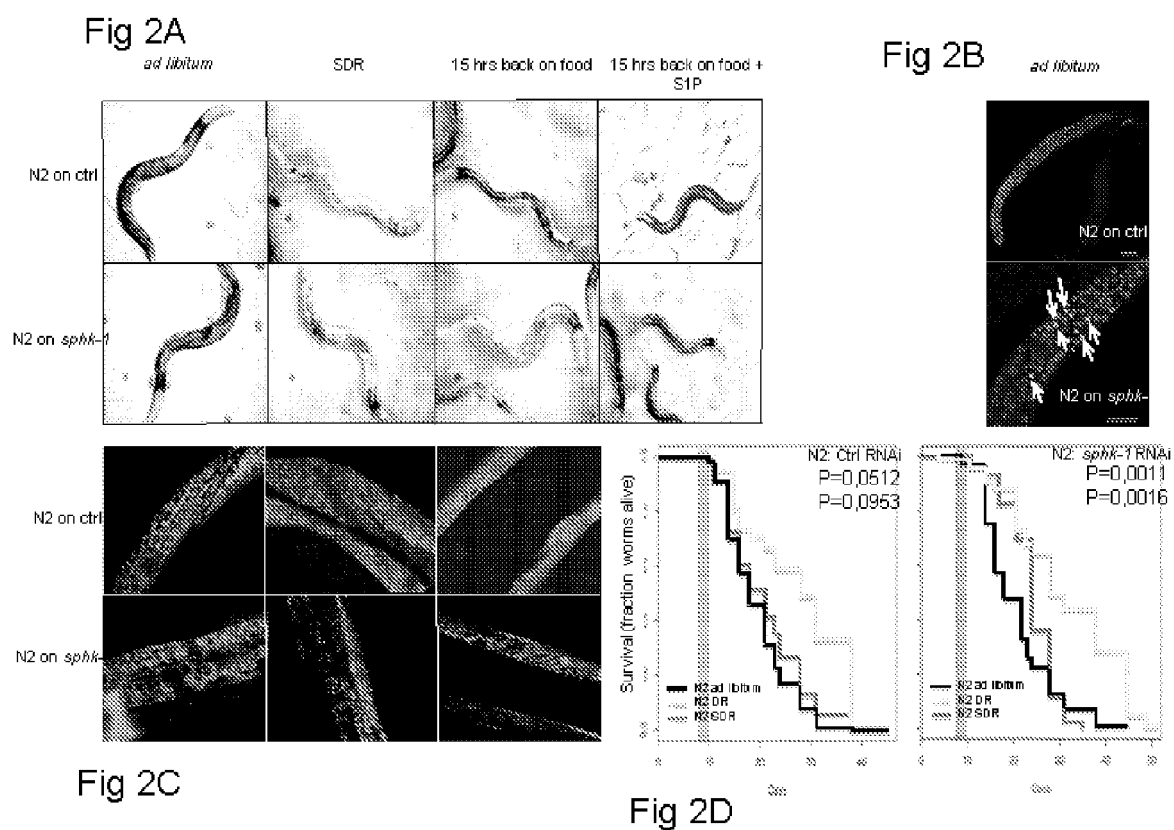 Fig 2A
ad libitum
SDR
15 hrs back on food
15 hrs back on food +
S1P
Fig 2B
ad libitum
N2 on ctrl
N2 on sphk-1
N2 on ctrl
N2 on sphk-
N2 on ctrl
N2 on sphk-
N2: Ctrl RNAi
P=0,0512
P=0,0953
Survival (fraction worms alive)
N2 ad libitum
N2 DR
N2 SDR
N2: sphk-1 RNAi
P=0,0011
P=0,0016
N2 ad libitum
N2 DR
N2 SDR
Fig 2C
Fig 2D